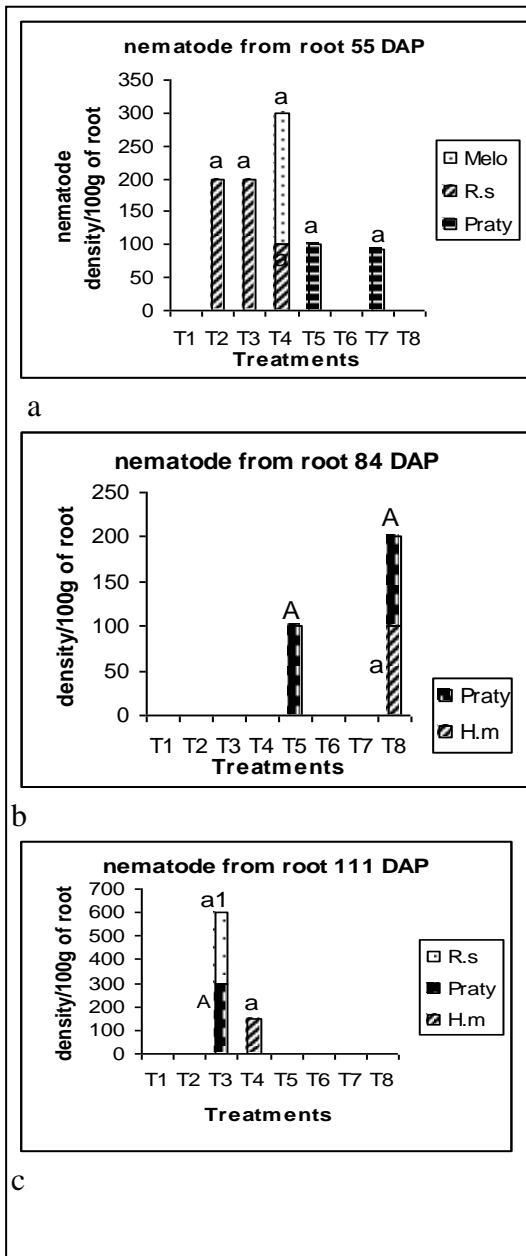 nematode from root 55 DAP
350
300
250
200
150
100
50
0
nematode
density/100g of root
a
a a
a
a
a
Melo
R.s
Praty
T1 T2 T3 T4 T5 T6 T7 T8
Treatments
a
nematode from root 84 DAP
250
200
150
100
50
0
density/100g of root
A
A
a
Praty
H.m
T1 T2 T3 T4 T5 T6 T7 T8
Treatments
b
nematode from root 111 DAP
700
600
500
400
300
200
100
0
density/100g of root
a1
A
a
R.s
Praty
H.m
T1 T2 T3 T4 T5 T6 T7 T8
Treatments
c